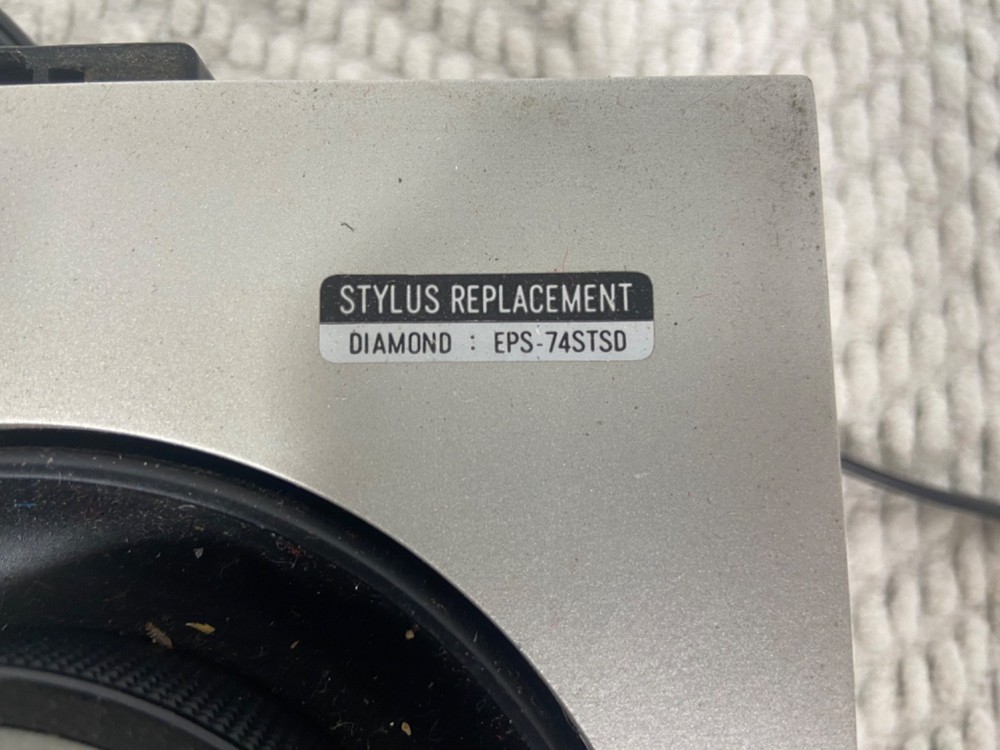 STYLUS REPLACEMENT
DIAMOND : EPS-74STSD